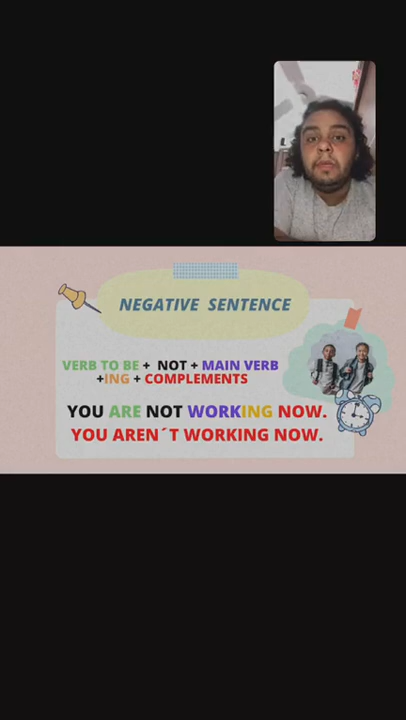 NEGATIVE SENTENCE
VERB TO BE + NOT + MAIN VERB
+ING + COMPLEMENTS
YOU ARE NOT WORKING NOW.
YOU AREN´T WORKING NOW.